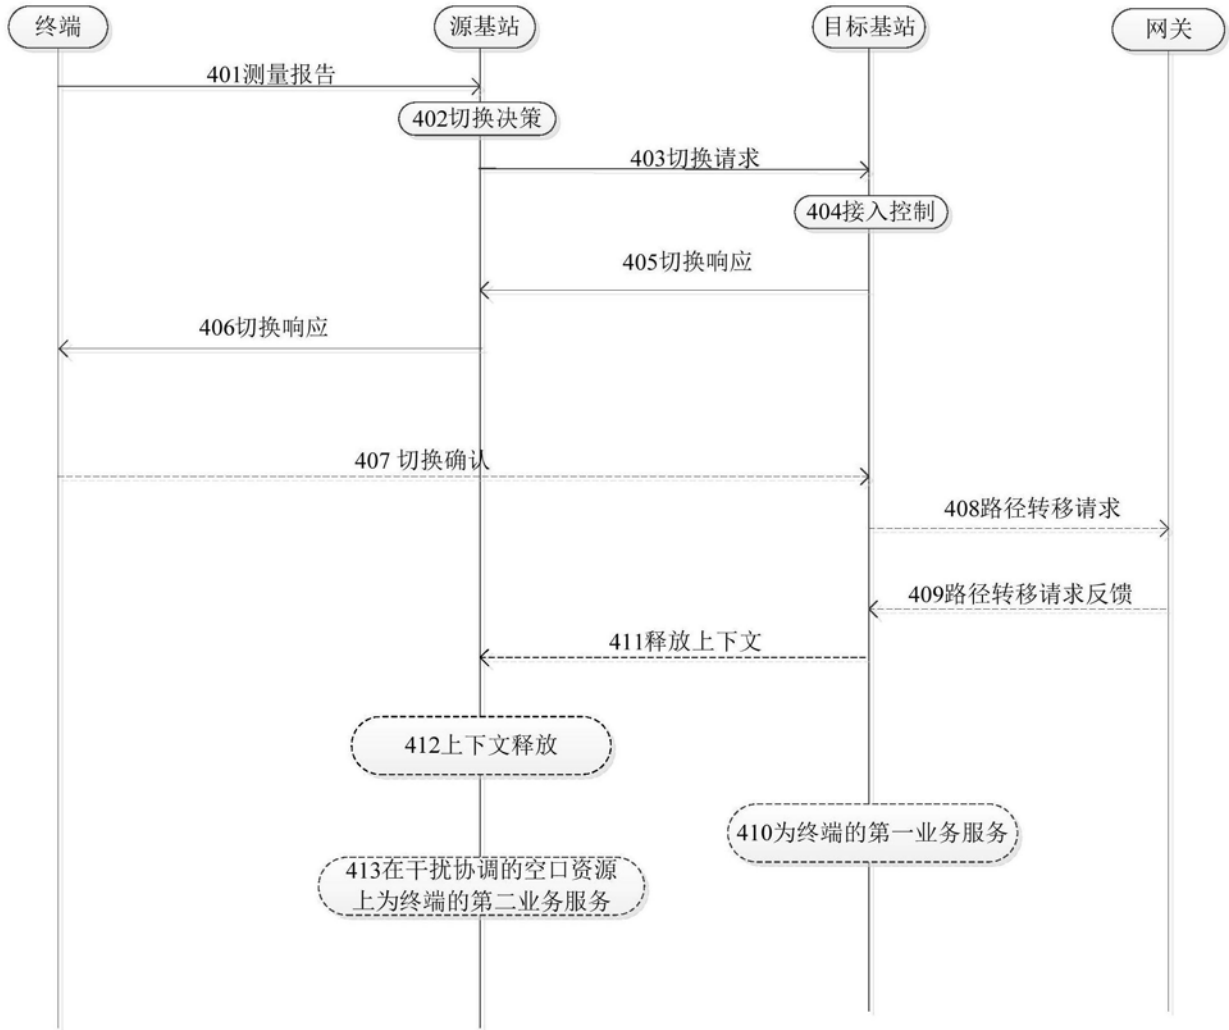 终端
源基站
目标基站
网关
401测量报告
402切换决策
403切换请求
404接入控制
405切换响应
406切换响应
407 切换确认
408路径转移请求
409路径转移请求反馈
411释放上下文
412上下文释放
410为终端的第一业务服务
413在干扰协调的空口资源
上为终端的第二业务服务